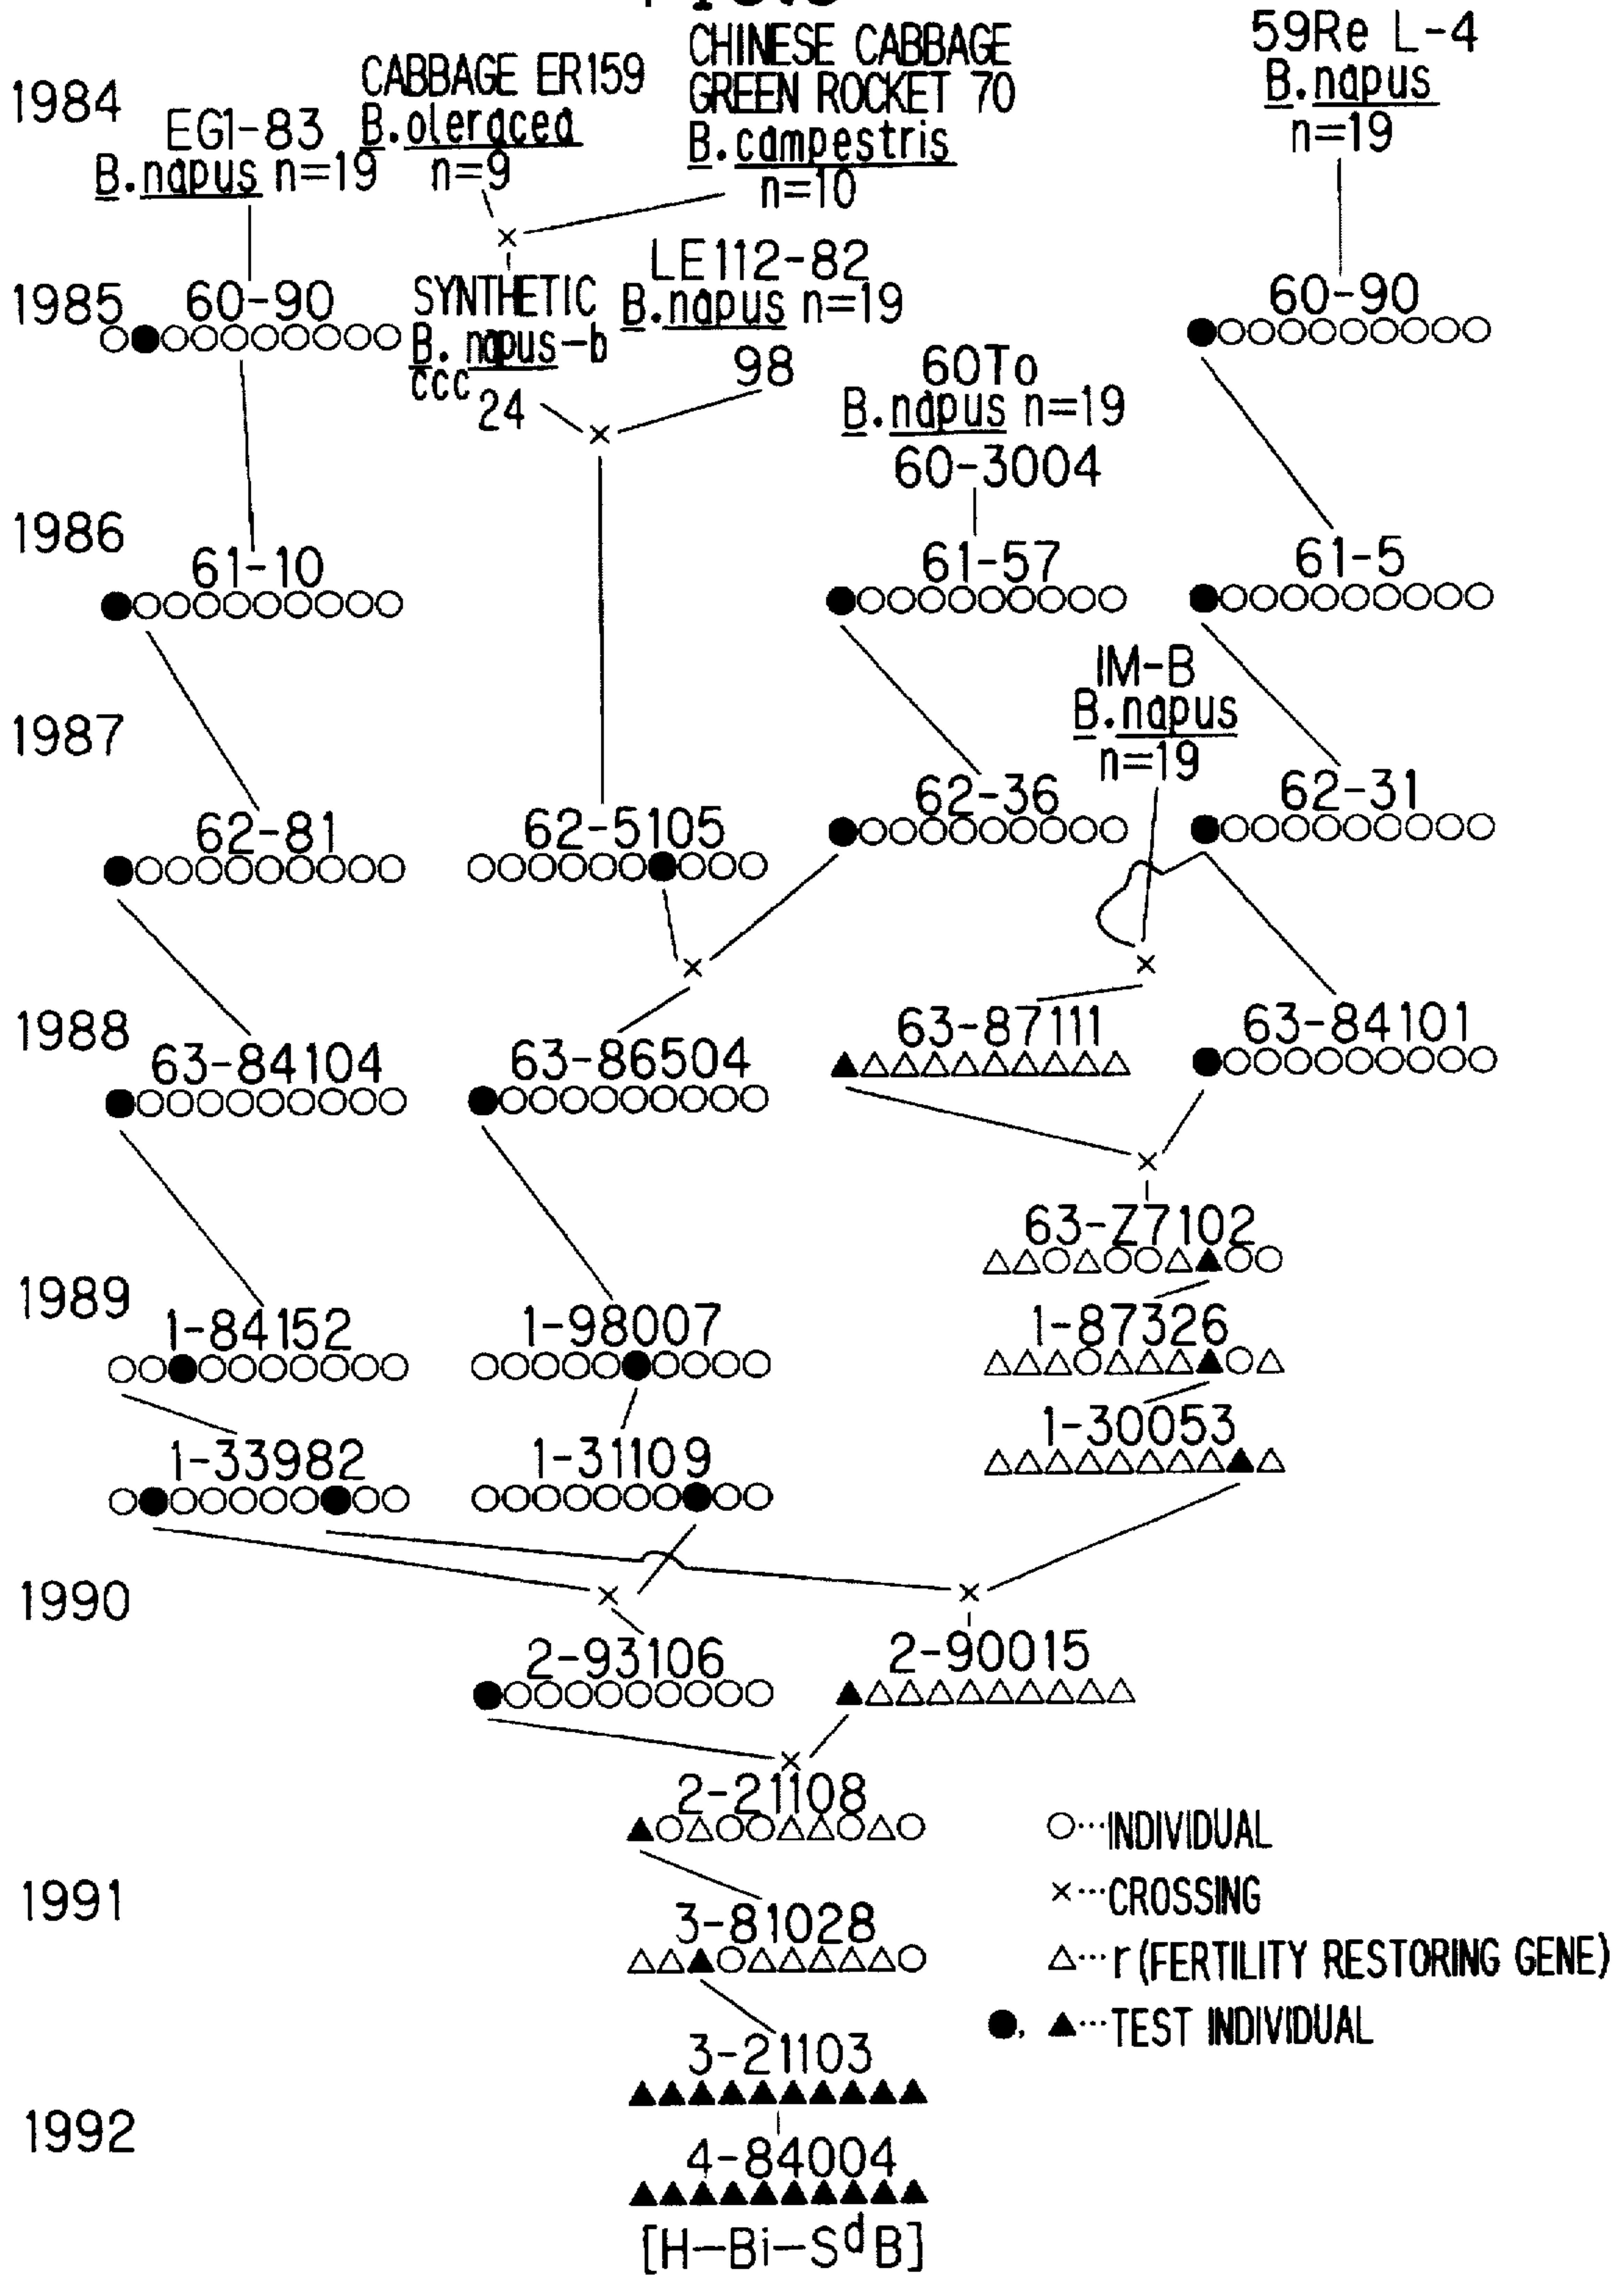 1984
EG1-83
B.napus n=19
CABBAGE ER159
B.oleracea
n=9
CHINESE CABBAGE
GREEN ROCKET 70
B.campestris
n=10
59Re L-4
B.napus
n=19
×
1985
60-90
SYNTHETIC
B. napus-b
ccc 24
LE112-82
B.napus n=19
98
60-90
×
60To
B.napus n=19
60-3004
1986
61-10
61-57
61-5
IM-B
B.napus
n=19
1987
62-81
62-5105
62-36
62-31
×
×
1988
63-84104
63-86504
63-87111
63-84101
×
63-Z7102
1989
1-84152
1-98007
1-87326
1-33982
1-31109
1-30053
1990
×
×
2-93106
2-90015
×
2-21108
1991
3-81028
3-21103
1992
4-84004
[H-Bi-SdB]
○···INDIVIDUAL
×···CROSSING
△···r (FERTILITY RESTORING GENE)
●, ▲···TEST INDIVIDUAL